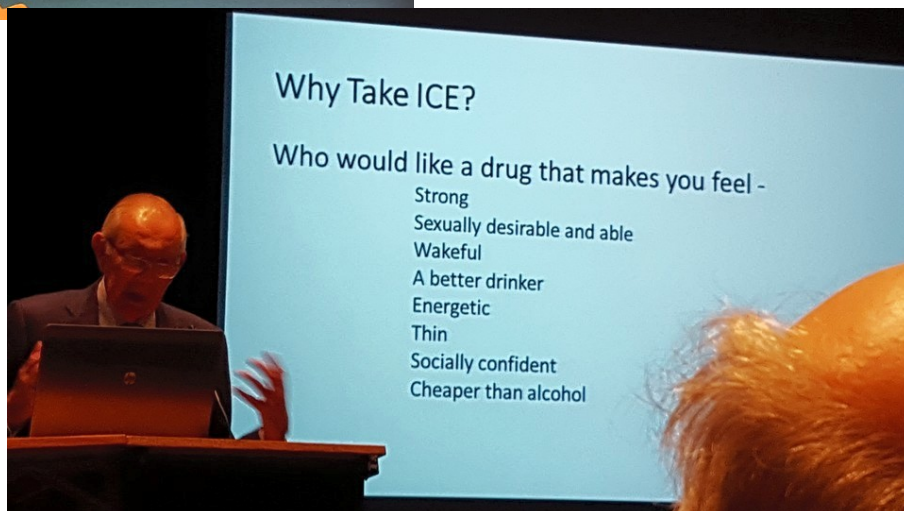 Why Take ICE?
Who would like a drug that makes you feel -
Strong
Sexually desirable and able
Wakeful
A better drinker
Energetic
Thin
Socially confident
Cheaper than alcohol